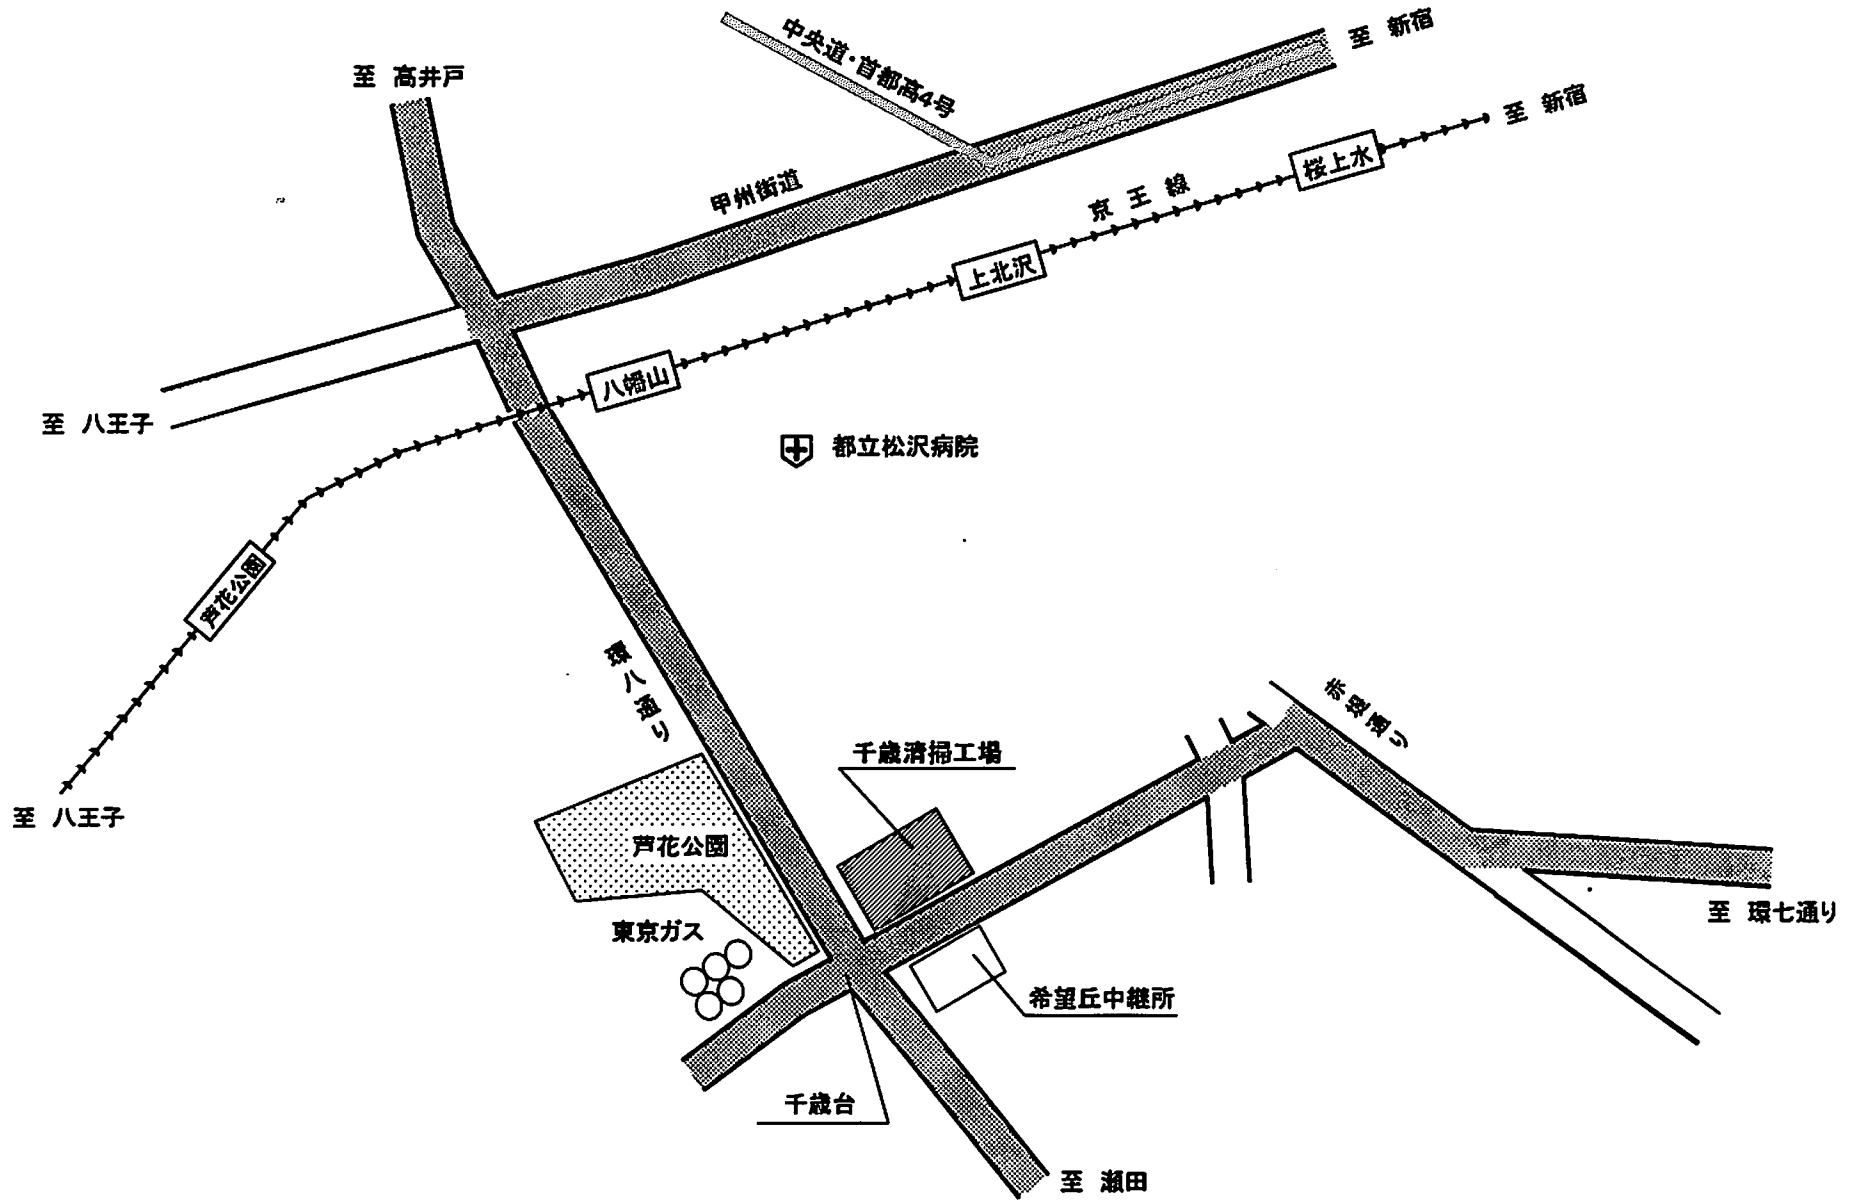 至 新宿
中央道・首都高4号
至 高井戸
至 新宿
桜上水
甲州街道
京王線
上北沢
八幡山
至 八王子
都立松沢病院
芦花公園
環八通り
赤堤通り
千歳清掃工場
至 八王子
芦花公園
東京ガス
至 環七通り
希望丘中継所
千歳台
至 瀬田